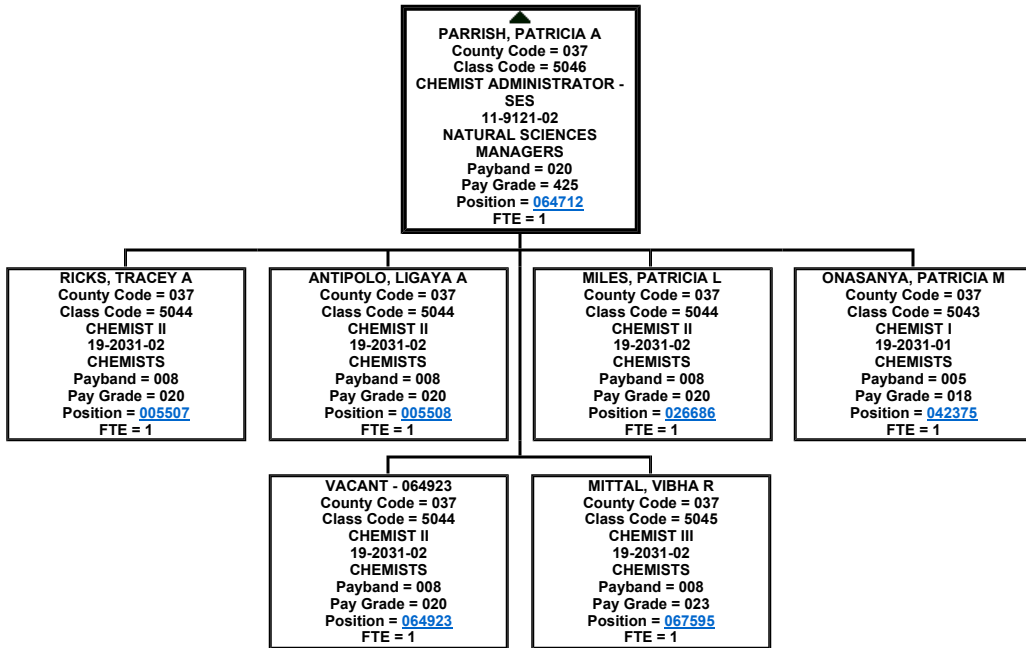 PARRISH, PATRICIA A
County Code = 037
Class Code = 5046
CHEMIST ADMINISTRATOR -
SES
11-9121-02
NATURAL SCIENCES
MANAGERS
Payband = 020
Pay Grade = 425
Position = 064712
FTE = 1
RICKS, TRACEY A
County Code = 037
Class Code = 5044
CHEMIST II
19-2031-02
CHEMISTS
Payband = 008
Pay Grade = 020
Position = 005507
FTE = 1
ANTIPOLO, LIGAYA A
County Code = 037
Class Code = 5044
CHEMIST II
19-2031-02
CHEMISTS
Payband = 008
Pay Grade = 020
Position = 005508
FTE = 1
MILES, PATRICIA L
County Code = 037
Class Code = 5044
CHEMIST II
19-2031-02
CHEMISTS
Payband = 008
Pay Grade = 020
Position = 026686
FTE = 1
ONASANYA, PATRICIA M
County Code = 037
Class Code = 5043
CHEMIST I
19-2031-01
CHEMISTS
Payband = 005
Pay Grade = 018
Position = 042375
FTE = 1
VACANT - 064923
County Code = 037
Class Code = 5044
CHEMIST II
19-2031-02
CHEMISTS
Payband = 008
Pay Grade = 020
Position = 064923
FTE = 1
MITTAL, VIBHA R
County Code = 037
Class Code = 5045
CHEMIST III
19-2031-02
CHEMISTS
Payband = 008
Pay Grade = 023
Position = 067595
FTE = 1